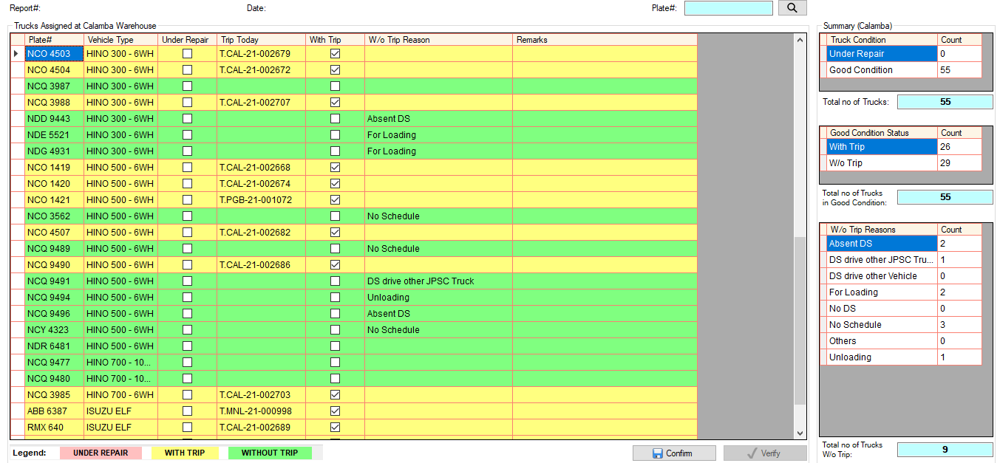 Report#: Date: Plate#:
Trucks Assigned at Calamba Warehouse
Plate# Vehicle Type Under Repair Trip Today With Trip W/o Trip Reason Remarks
NCO 4503 HINO 300 - 6WH T.CAL-21-002679
NCO 4504 HINO 300 - 6WH T.CAL-21-002672
NCQ 3987 HINO 300 - 6WH
NCQ 3988 HINO 300 - 6WH T.CAL-21-002707
NDD 9443 HINO 300 - 6WH Absent DS
NDE 5521 HINO 300 - 6WH For Loading
NDG 4931 HINO 300 - 6WH For Loading
NCO 1419 HINO 500 - 6WH T.CAL-21-002668
NCO 1420 HINO 500 - 6WH T.CAL-21-002674
NCO 1421 HINO 500 - 6WH T.PGB-21-001072
NCO 3562 HINO 500 - 6WH No Schedule
NCO 4507 HINO 500 - 6WH T.CAL-21-002682
NCQ 9489 HINO 500 - 6WH No Schedule
NCQ 9490 HINO 500 - 6WH T.CAL-21-002686
NCQ 9491 HINO 500 - 6WH DS drive other JPSC Truck
NCQ 9494 HINO 500 - 6WH Unloading
NCQ 9496 HINO 500 - 6WH Absent DS
NCY 4323 HINO 500 - 6WH No Schedule
NDR 6481 HINO 500 - 6WH
NCQ 9477 HINO 700 - 10...
NCQ 9480 HINO 700 - 10...
NCQ 3985 HINO 700 - 6WH T.CAL-21-002703
ABB 6387 ISUZU ELF T.MNL-21-000998
RMX 640 ISUZU ELF T.CAL-21-002689
Legend: UNDER REPAIR WITH TRIP WITHOUT TRIP
Confirm Verify
Summary (Calamba)
Truck Condition Count
Under Repair 0
Good Condition 55
Total no of Trucks: 55
Good Condition Status Count
With Trip 26
W/o Trip 29
Total no of Trucks
in Good Condition: 55
W/o Trip Reasons Count
Absent DS 2
DS drive other JPSC Tru... 1
DS drive other Vehicle 0
For Loading 2
No DS 0
No Schedule 3
Others 0
Unloading 1
Total no of Trucks
W/o Trip: 9